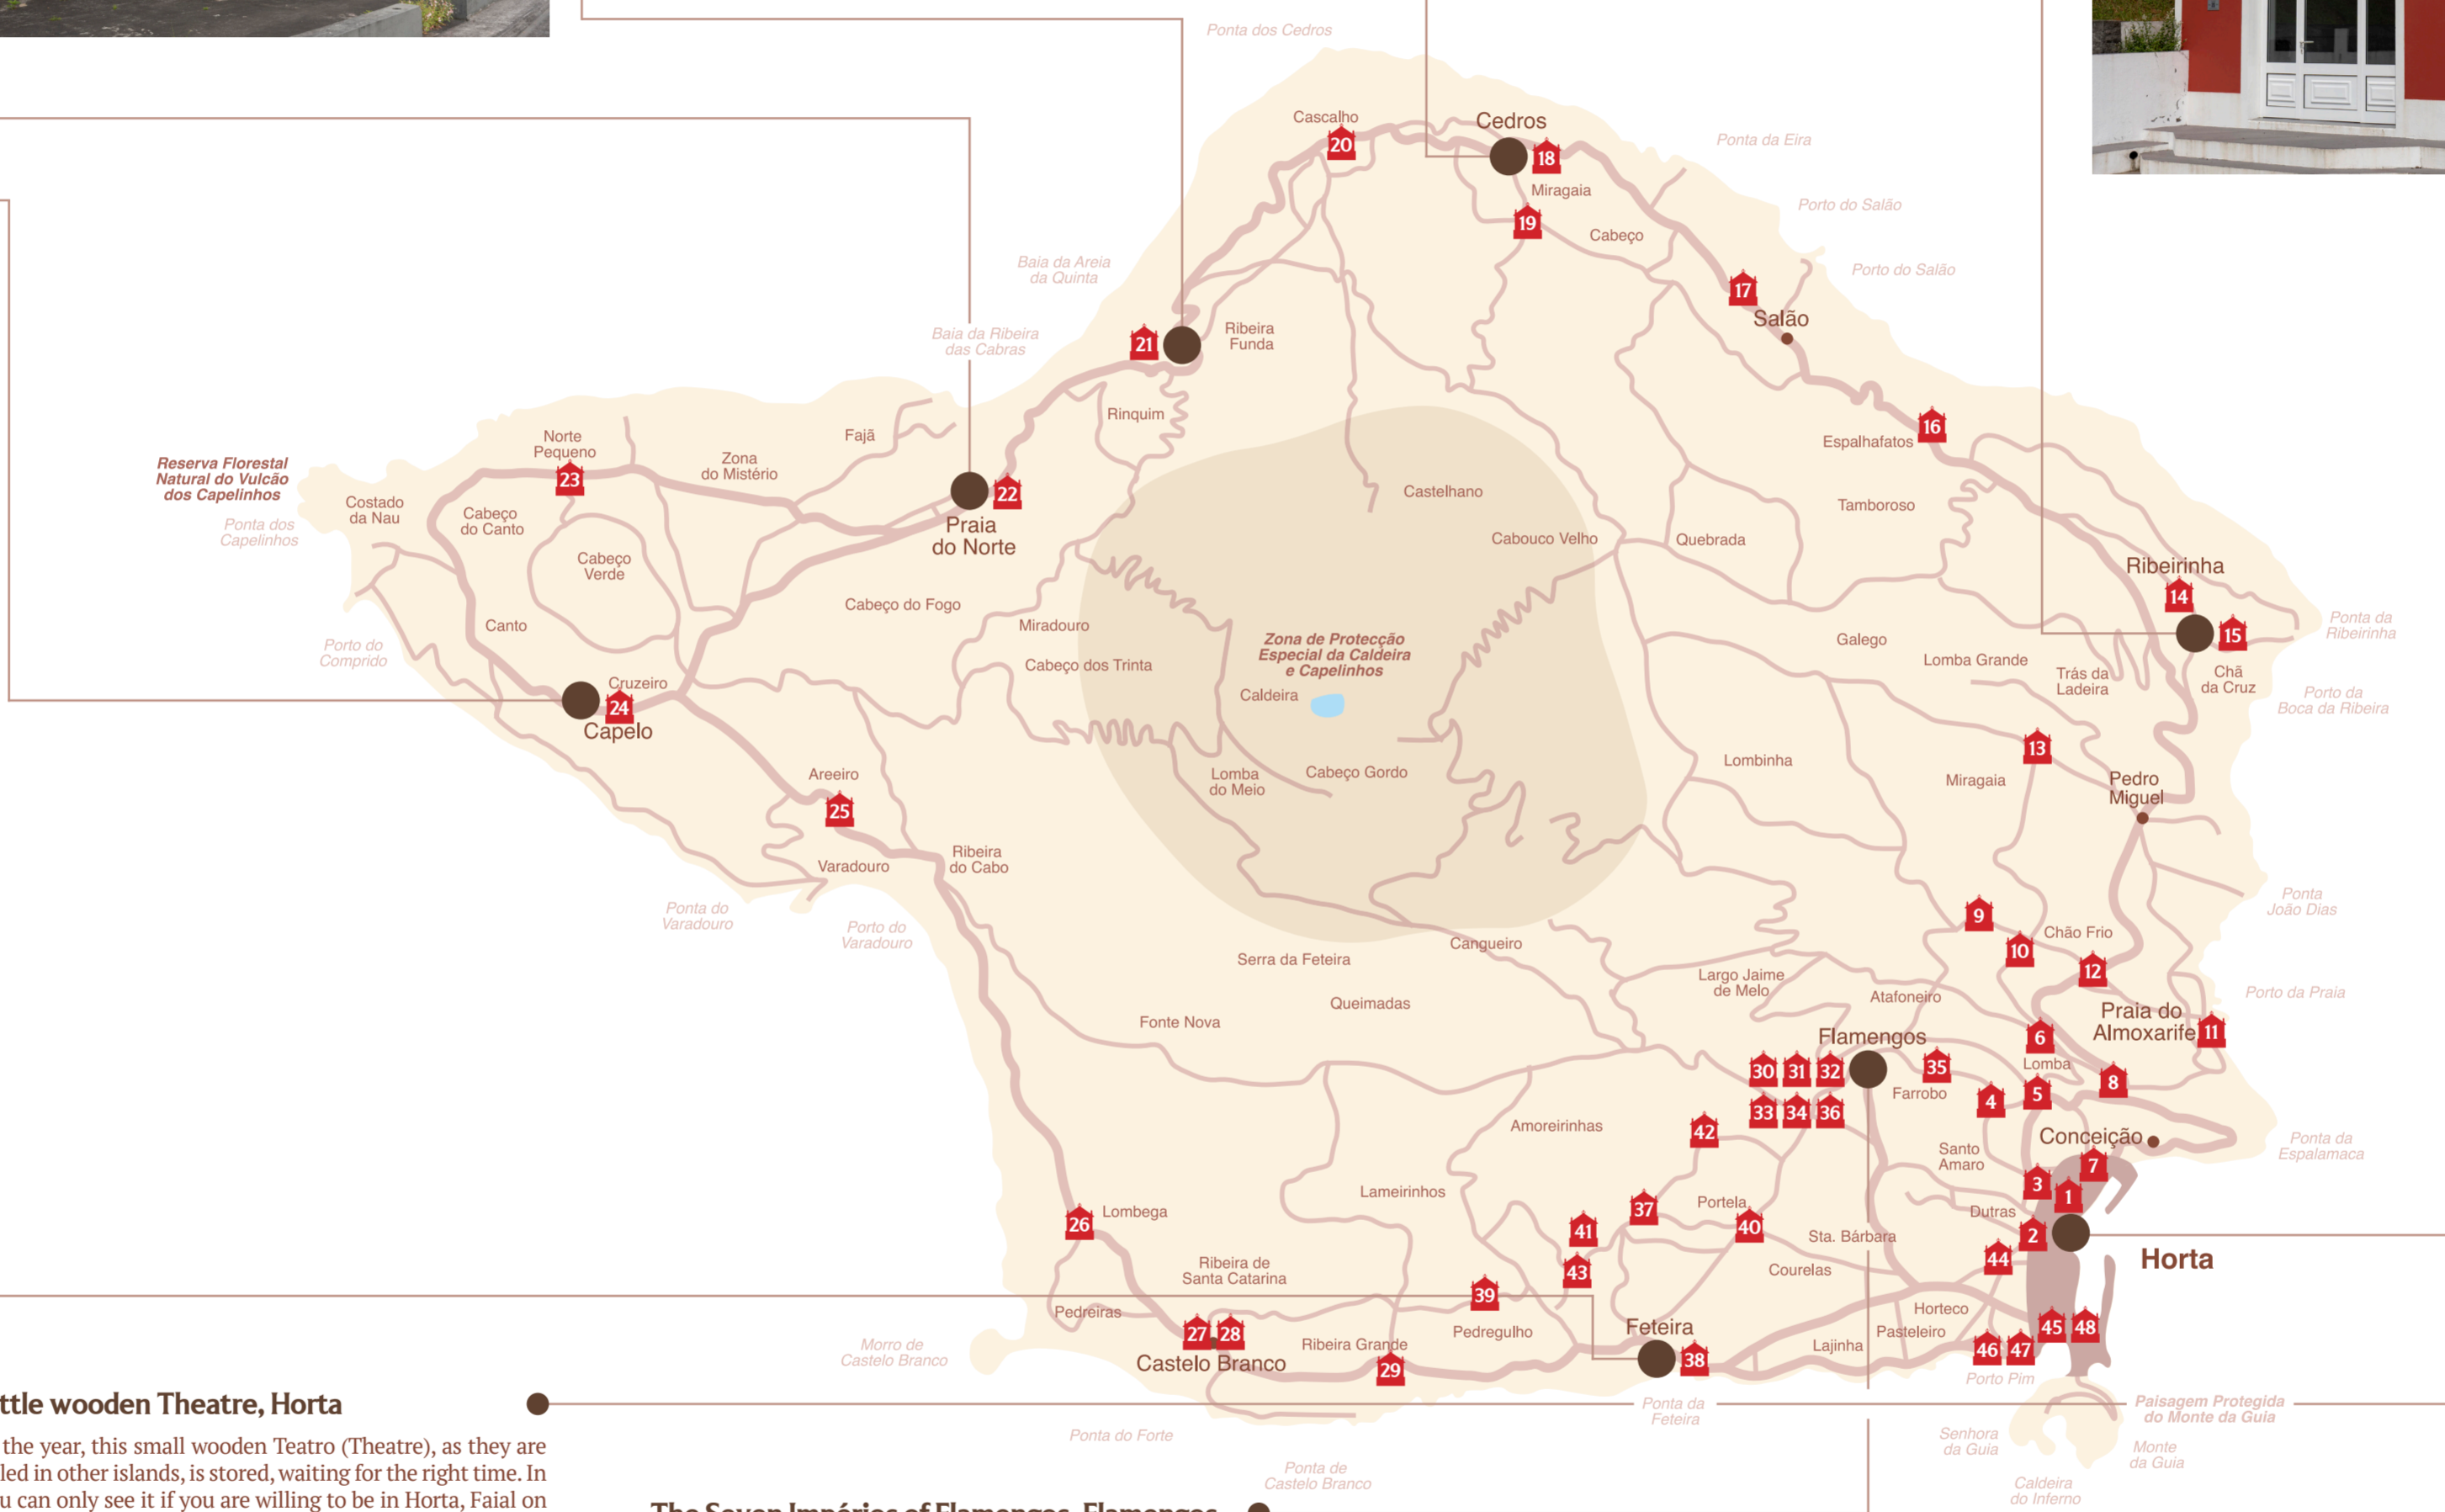 Ponta dos Cedros
Cascalho
20
Cedros
18
Ponta da Eira
Miragaia
19
Cabeço
Porto do Salão
Porto do Salão
Baia da Areia
da Quinta
17
Salão
Baia da Ribeira
das Cabras
21
Ribeira
Funda
Rinquim
16
Espalhafatos
Fajã
Norte
Pequeno
23
Zona
do Mistério
Reserva Florestal
Natural do Vulcão
dos Capelinhos
Ponta dos
Capelinhos
Costado
da Nau
Cabeço
do Canto
Cabeço
Verde
22
Praia
do Norte
Castelhano
Cabouco Velho
Quebrada
Tamboroso
Ribeirinha
14
15
Ponta da
Ribeirinha
Chã
da Cruz
Porto da
Boca da Ribeira
Cabeço do Fogo
Miradouro
Cabeço dos Trinta
Canto
Porto do
Comprido
Zona de Protecção
Especial da Caldeira
e Capelinhos
Caldeira
Galego
Lomba Grande
Trás da
Ladeira
Cruzeiro
24
Capelo
Areeiro
25
Lomba
do Meio
Cabeço Gordo
Lombinha
13
Miragaia
Pedro
Miguel
Varadouro
Ribeira
do Cabo
Ponta do
Varadouro
Porto do
Varadouro
Ponta
João Dias
9
10
Chão Frio
12
Cangueiro
Serra da Feteira
Queimadas
Fonte Nova
Largo Jaime
de Melo
Atafoneiro
Porto da Praia
Praia do
Almoxarife
11
Flamengos
6
Lomba
30
31
32
35
33
34
36
Farrobo
4
5
8
Amoreirinhas
42
Conceição
Ponta da
Espalamaca
Santo
Amaro
7
3
1
Lameirinhos
37
Portela
40
41
43
Dutras
2
44
Horta
Sta. Bárbara
Courelas
26
Lombega
Ribeira de
Santa Catarina
Pedreiras
39
Horteco
Pasteleiro
45
48
27
28
Castelo Branco
Ribeira Grande
29
Pedregulho
Feteira
38
Lajinha
46
47
Porto Pim
Morro de
Castelo Branco
Ponta da
Feteira
Paisagem Protegida
do Monte da Guia
Ponta do Forte
Senhora
da Guia
Monte
da Guia
Ponta de
Castelo Branco
Caldeira
do Inferno
ttle wooden Theatre, Horta
the year, this small wooden Teatro (Theatre), as they are
led in other islands, is stored, waiting for the right time. In
u can only see it if you are willing to be in Horta, Faial on
The Seven Impérios of Flamengos, Flamengos